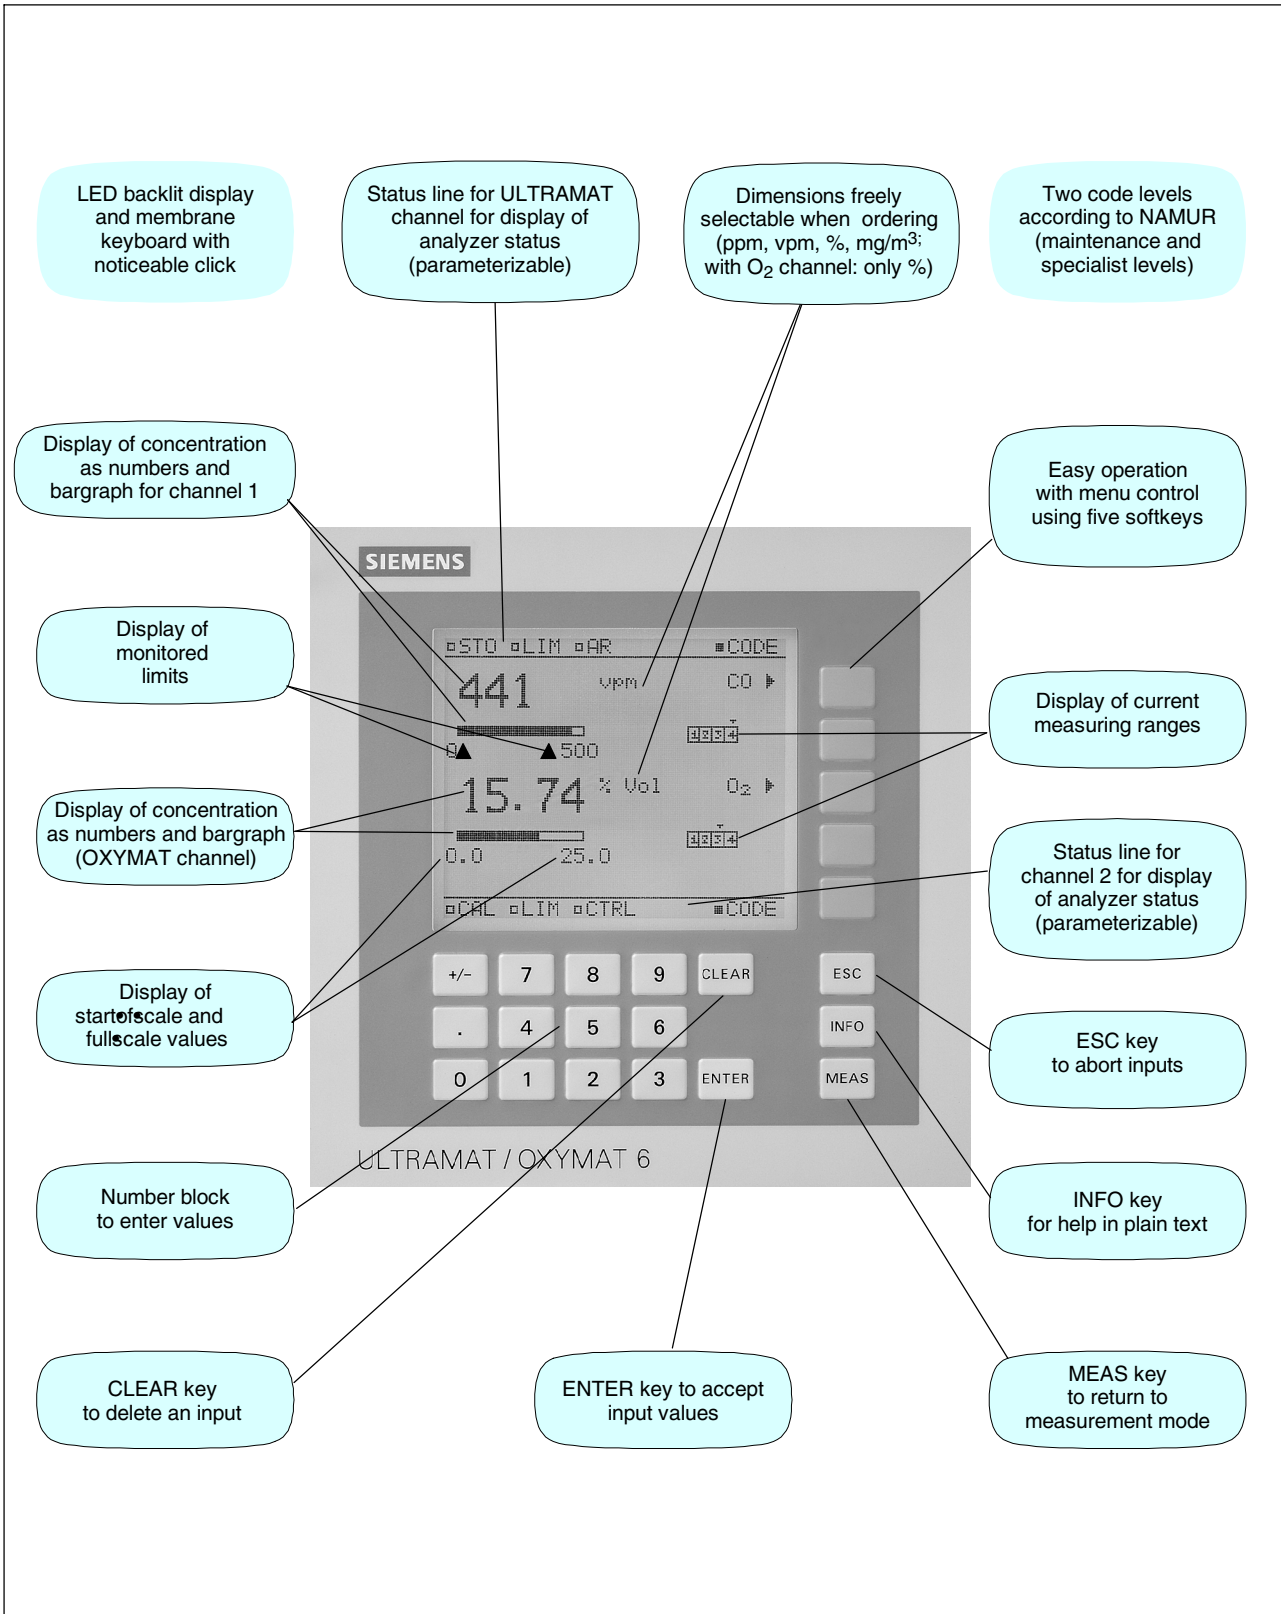 LED backlit display
and membrane
keyboard with
noticeable click
Status line for ULTRAMAT
channel for display of
analyzer status
(parameterizable)
Dimensions freely
selectable when ordering
(ppm, vpm, %, mg/m³;
with O₂ channel: only %)
Two code levels
according to NAMUR
(maintenance and
specialist levels)
Display of concentration
as numbers and
bargraph for channel 1
Easy operation
with menu control
using five softkeys
Display of
monitored
limits
Display of current
measuring ranges
Display of concentration
as numbers and bargraph
(OXYMAT channel)
Status line for
channel 2 for display
of analyzer status
(parameterizable)
Display of
start•of•scale and
full•scale values
ESC key
to abort inputs
Number block
to enter values
INFO key
for help in plain text
CLEAR key
to delete an input
ENTER key to accept
input values
MEAS key
to return to
measurement mode
SIEMENS
STO LIM AR CODE
441 vpm CO
1 2 3 4
0 500
15.74 % Vol O₂
1 2 3 4
0.0 25.0
CAL LIM CTRL CODE
+/- 7 8 9 CLEAR ESC
. 4 5 6 INFO
0 1 2 3 ENTER MEAS
ULTRAMAT / OXYMAT 6